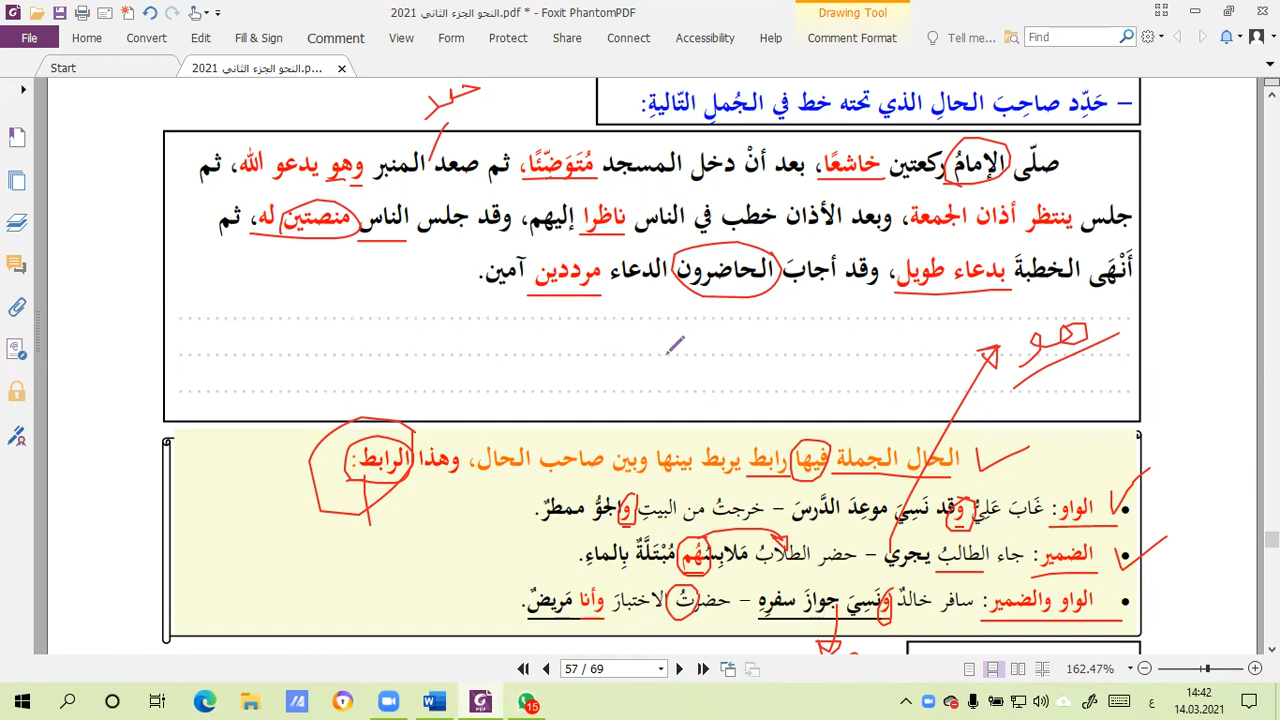 النحو الجزء الثاني 2021.pdf * - Foxit PhantomPDF
Drawing Tool
File Home Convert Edit Fill & Sign Comment View Form Protect Share Connect Accessibility Help Comment Format Tell me... Find
Start
النحو الجزء الثاني 2021.pdf...
– حَدِّد صاحِبَ الحالِ الذي تحته خط في الجُملِ التّاليةِ:
صلّى الإمامُ ركعتين خاشعًا، بعد أنْ دخل المسجد مُتَوَضِّئًا، ثم صعد المنبر وهو يدعو الله، ثم
جلس ينتظر أذان الجمعة، وبعد الأذان خطب في الناس ناظرا إليهم، وقد جلس الناس منصتين له، ثم
أَنْهَى الخطبةَ بدعاء طويل، وقد أجابَ الحاضرون الدعاء مرددين آمين.
هو
الحال الجملة فيها رابط يربط بينها وبين صاحب الحال، وهذا الرابط:
• الواو: غَابَ عَلِيٌّ وقد نَسِيَ موعِدَ الدَّرسَ – خرجتُ من البيتِ والجوُّ ممطرٌ.
• الضمير: جاء الطالبُ يجري – حضر الطلابُ مَلابِسُهُم مُبْتَلَّةٌ بِالماءِ.
• الواو والضمير: سافر خالدٌ ونَسِيَ جوازَ سفرِهِ – حضرتُ الاختبارَ وأنا مَريضٌ.
57 / 69
162.47%
15
ع
14:42
14.03.2021